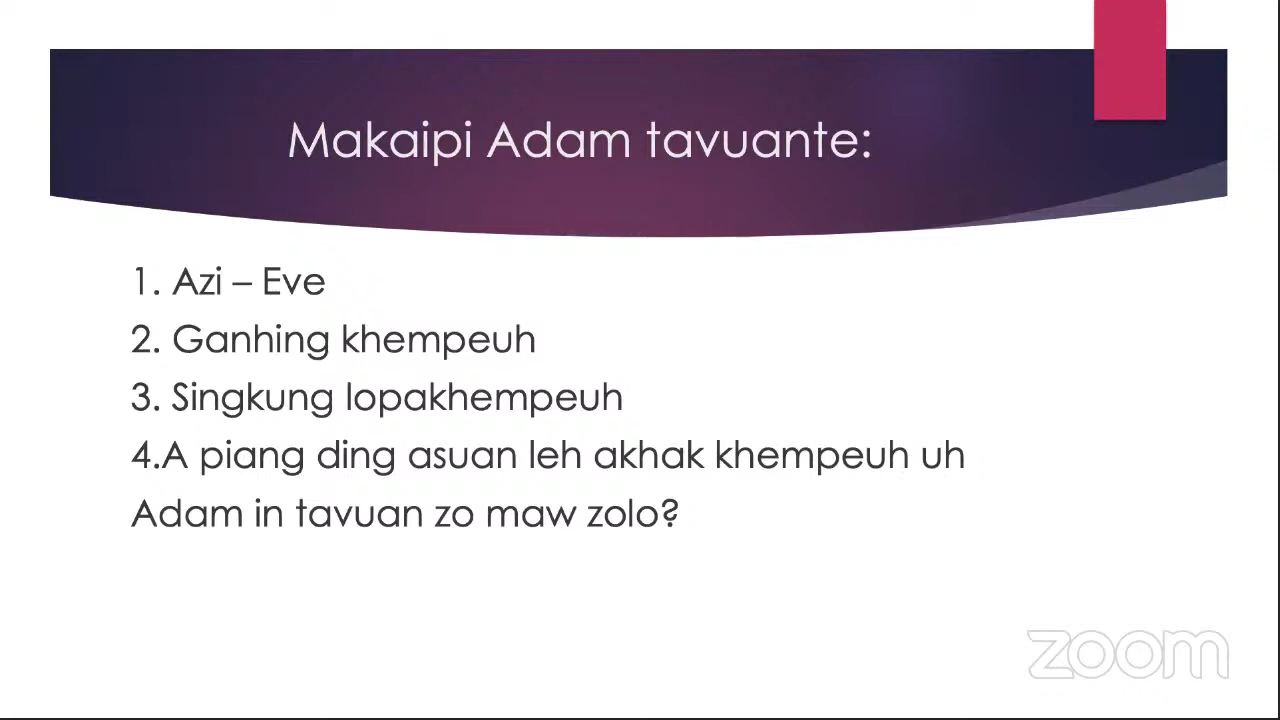 Makaipi Adam tavuante:
1. Azi – Eve
2. Ganhing khempeuh
3. Singkung lopakhempeuh
4.A piang ding asuan leh akhak khempeuh uh
Adam in tavuan zo maw zolo?
zoom